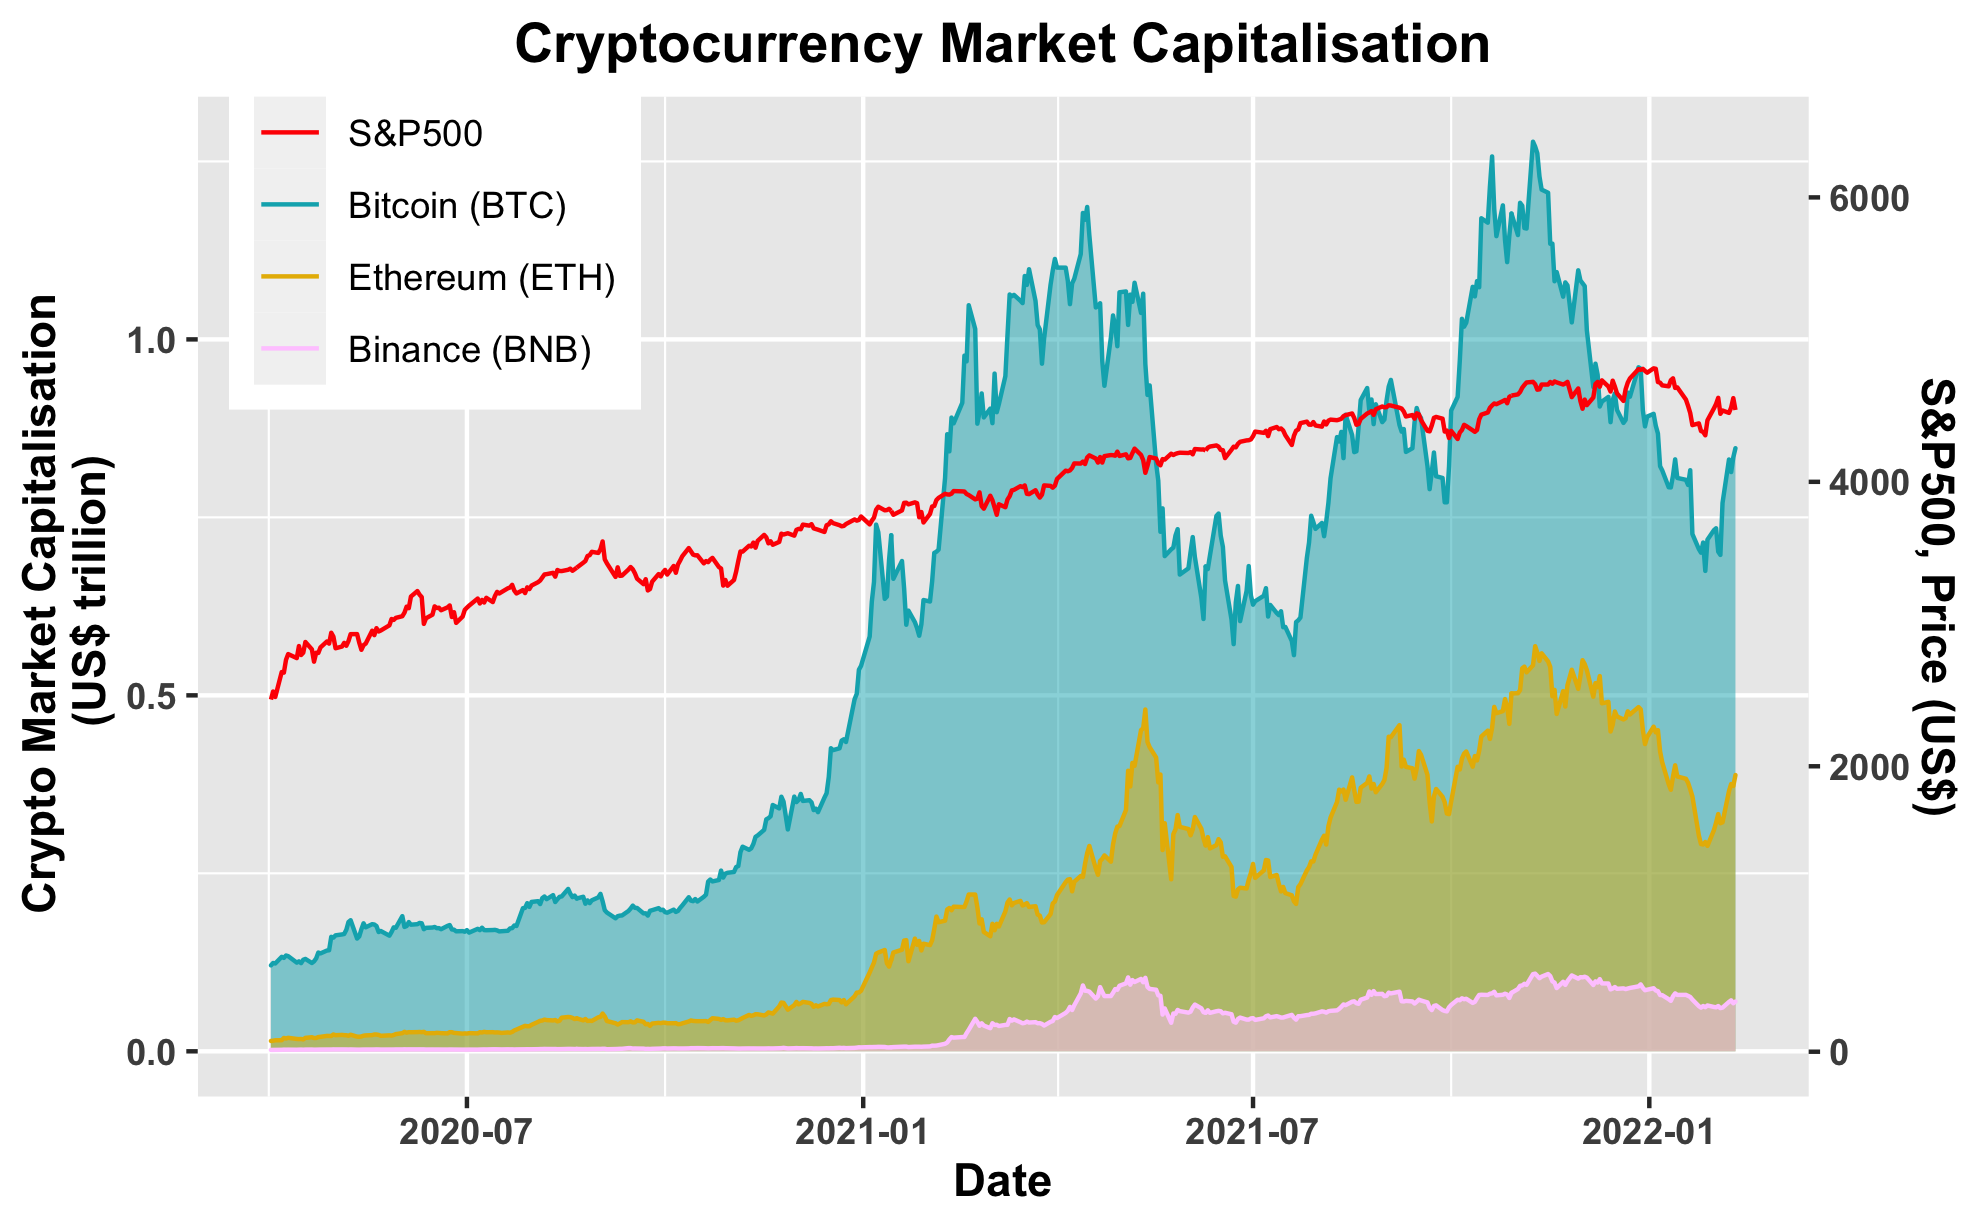 Cryptocurrency Market Capitalisation
S&P500
Bitcoin (BTC)
Ethereum (ETH)
Binance (BNB)
Crypto Market Capitalisation
(US$ trillion)
1.0
0.5
0.0
6000
4000
2000
0
S&P500, Price (US$)
2020-07
2021-01
2021-07
2022-01
Date